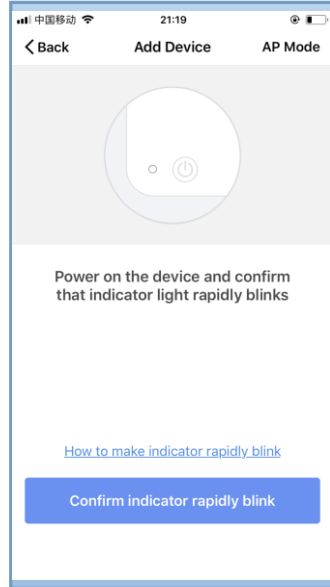 中国移动 21:19
Back Add Device AP Mode
Power on the device and confirm
that indicator light rapidly blinks
How to make indicator rapidly blink
Confirm indicator rapidly blink